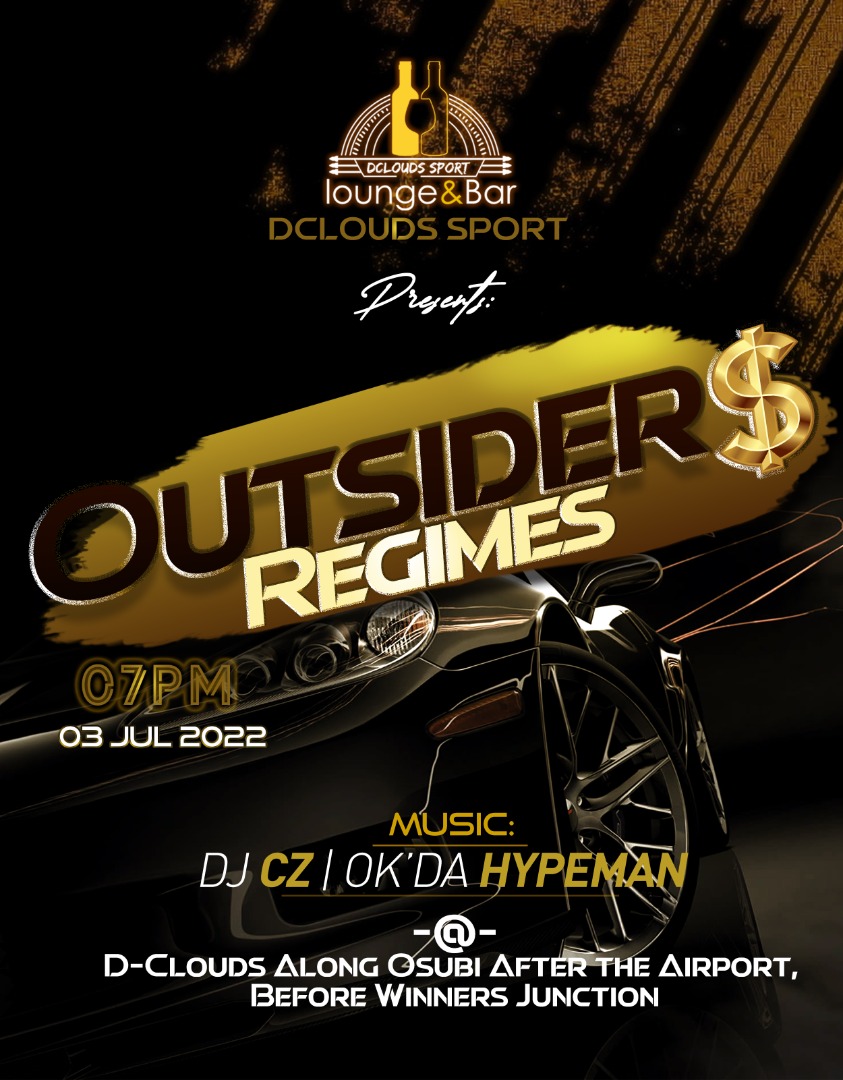 DCLOUDS SPORT
lounge&Bar
DCLOUDS SPORT
Presents:
OUTSIDER$
REGIMES
07PM
03 JUL 2022
MUSIC:
DJ CZ | OK'DA HYPEMAN
-@-
D-CLOUDS ALONG OSUBI AFTER THE AIRPORT,
BEFORE WINNERS JUNCTION